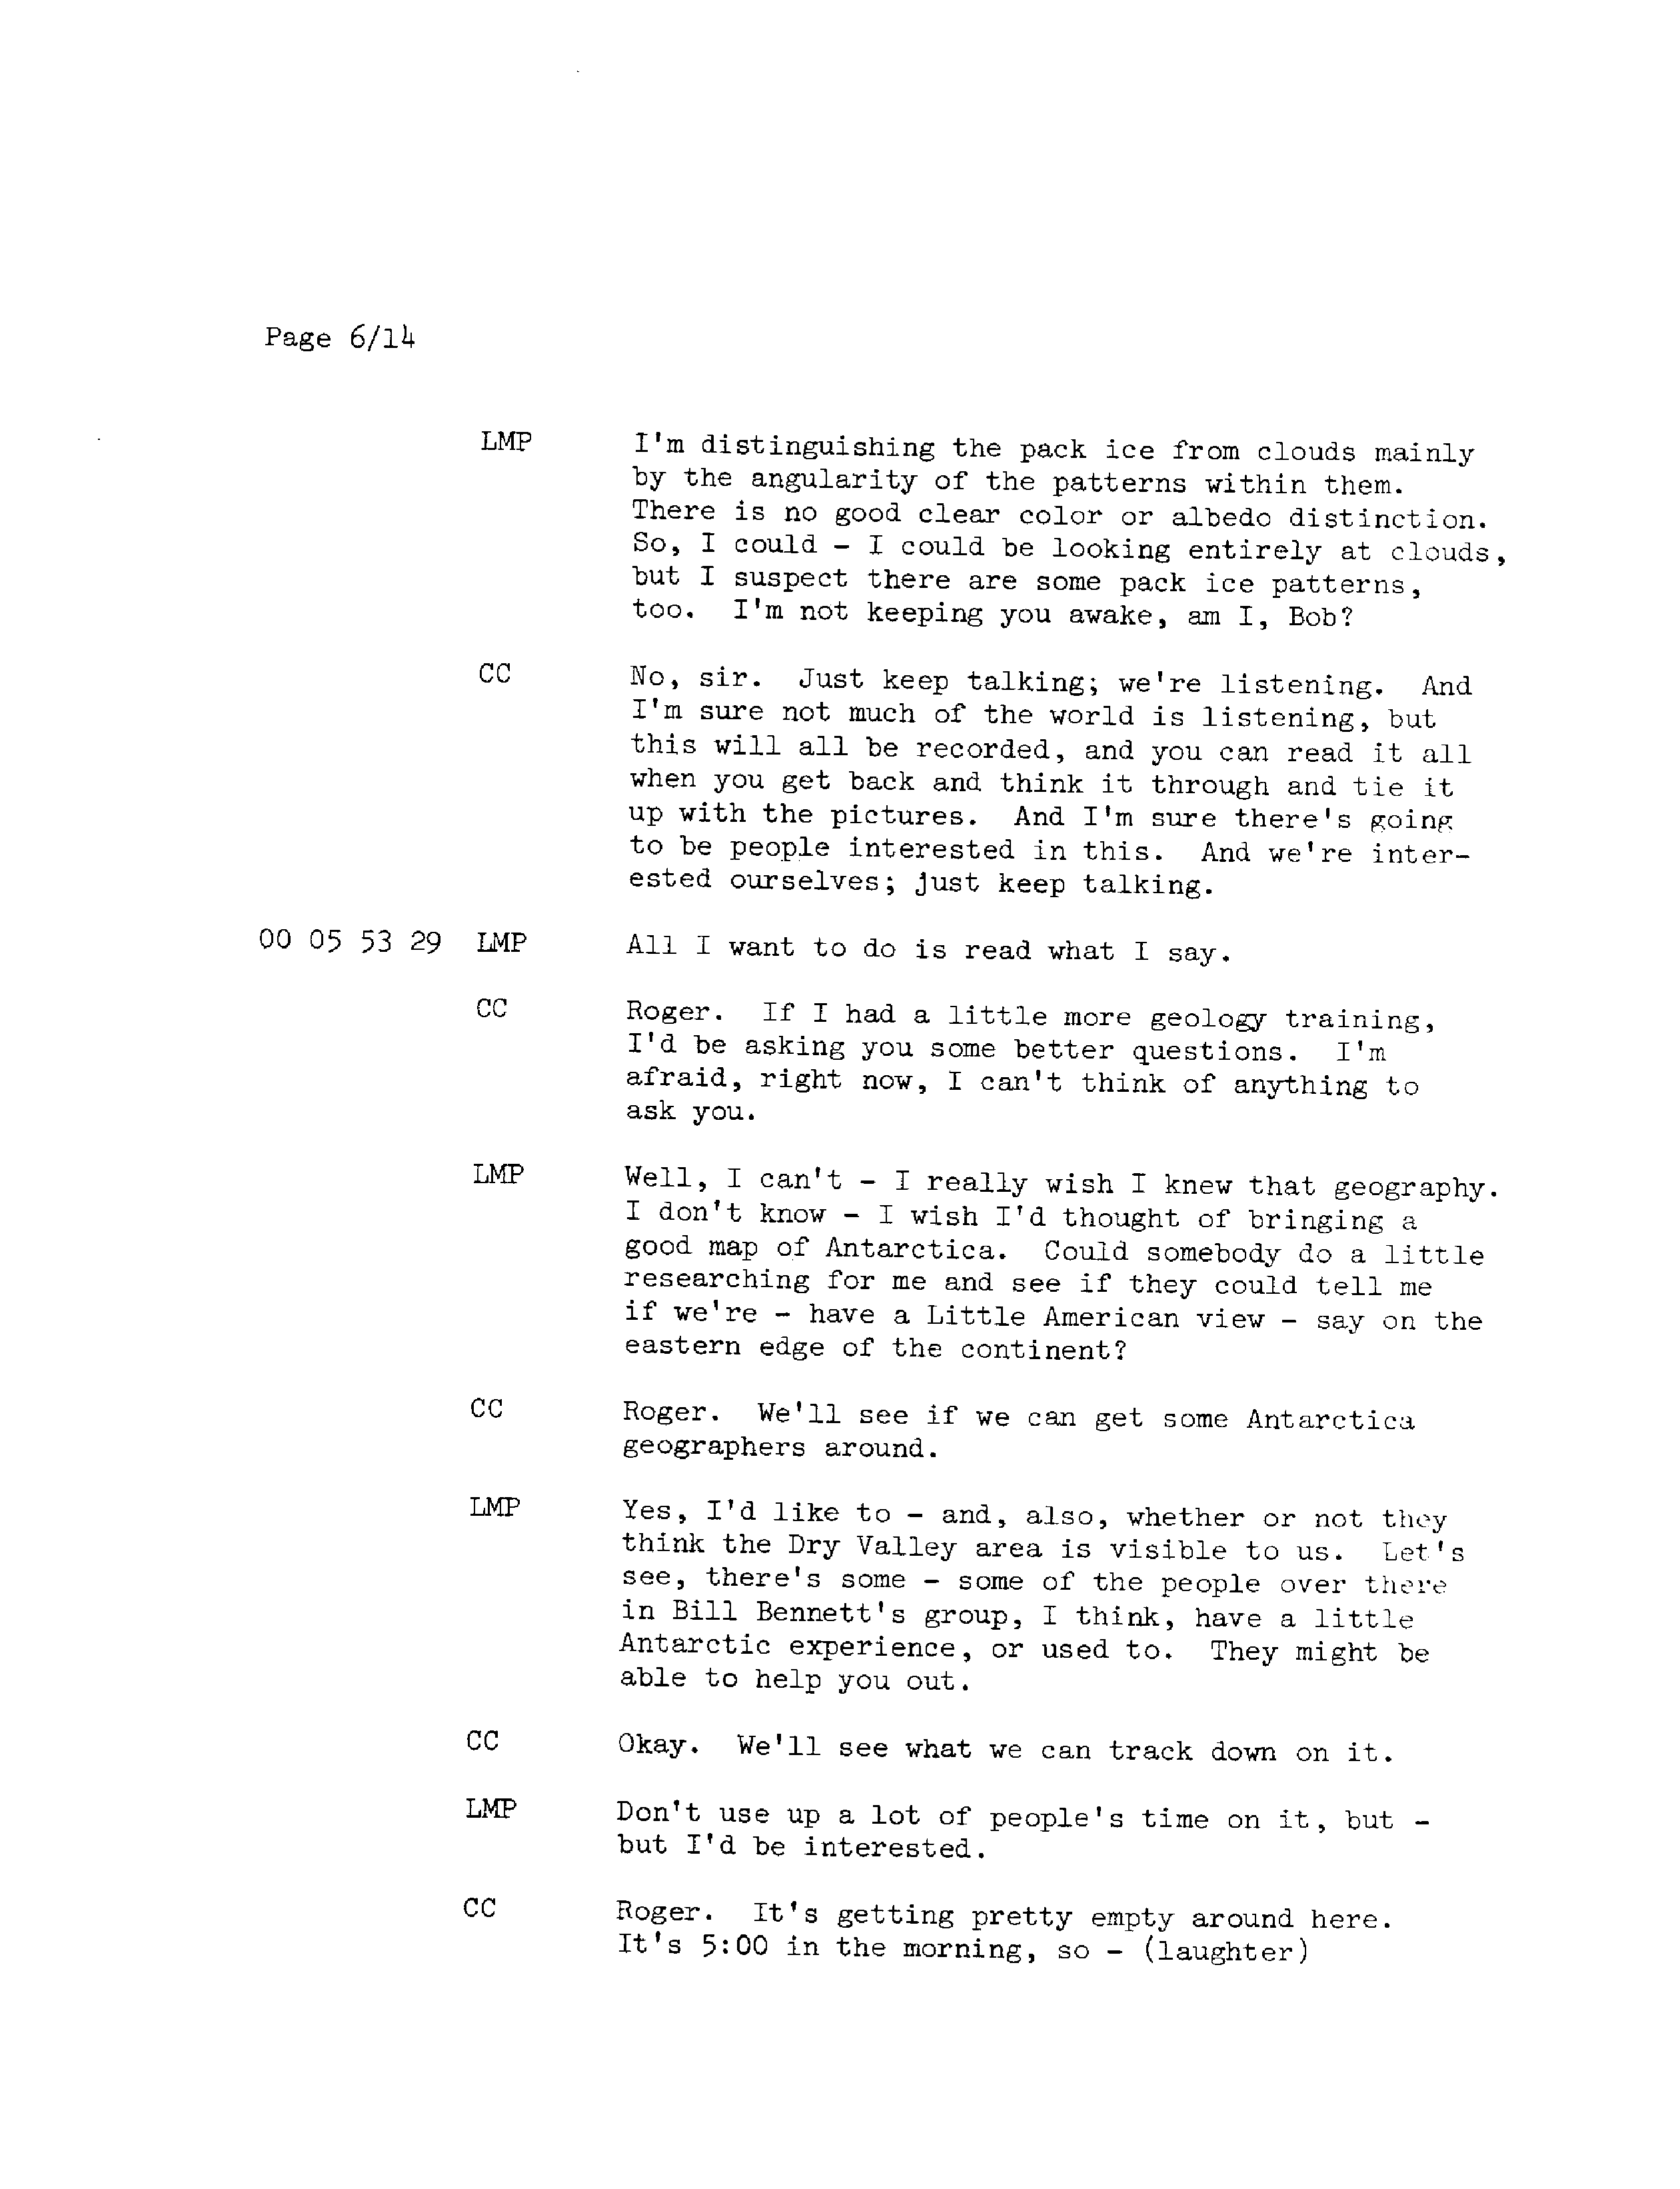 Page 6/14
LMP I'm distinguishing the pack ice from clouds mainly
by the angularity of the patterns within them.
There is no good clear color or albedo distinction.
So, I could - I could be looking entirely at clouds,
but I suspect there are some pack ice patterns,
too. I'm not keeping you awake, am I, Bob?
CC No, sir. Just keep talking; we're listening. And
I'm sure not much of the world is listening, but
this will all be recorded, and you can read it all
when you get back and think it through and tie it
up with the pictures. And I'm sure there's going
to be people interested in this. And we're inter-
ested ourselves; just keep talking.
00 05 53 29 LMP All I want to do is read what I say.
CC Roger. If I had a little more geology training,
I'd be asking you some better questions. I'm
afraid, right now, I can't think of anything to
ask you.
LMP Well, I can't - I really wish I knew that geography.
I don't know - I wish I'd thought of bringing a
good map of Antarctica. Could somebody do a little
researching for me and see if they could tell me
if we're - have a Little American view - say on the
eastern edge of the continent?
CC Roger. We'll see if we can get some Antarctica
geographers around.
LMP Yes, I'd like to - and, also, whether or not they
think the Dry Valley area is visible to us. Let's
see, there's some - some of the people over there
in Bill Bennett's group, I think, have a little
Antarctic experience, or used to. They might be
able to help you out.
CC Okay. We'll see what we can track down on it.
LMP Don't use up a lot of people's time on it, but -
but I'd be interested.
CC Roger. It's getting pretty empty around here.
It's 5:00 in the morning, so - (laughter)